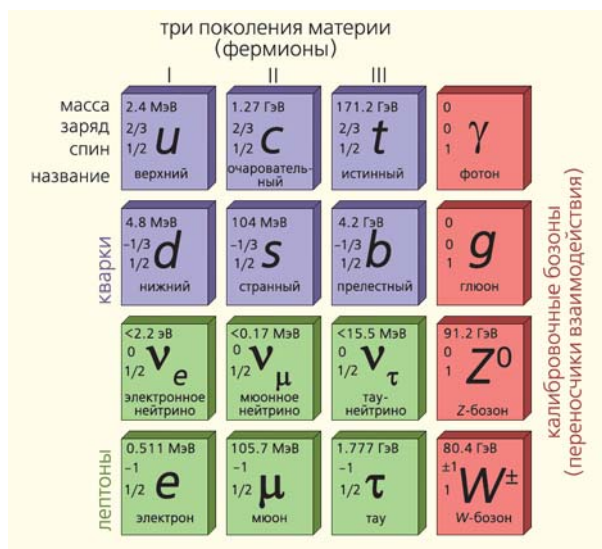 три поколения материи
(фермионы)
I II III
масса
заряд
спин
название
2.4 МэВ
2/3
1/2
u
верхний
1.27 ГэВ
2/3
1/2
c
очарователь-
ный
171.2 ГэВ
2/3
1/2
t
истинный
0
0
1
γ
фотон
кварки
4.8 МэВ
−1/3
1/2
d
нижний
104 МэВ
−1/3
1/2
s
странный
4.2 ГэВ
−1/3
1/2
b
прелестный
0
0
1
g
глюон
<2.2 эВ
0
1/2
νe
электронное
нейтрино
<0.17 МэВ
0
1/2
νμ
мюонное
нейтрино
<15.5 МэВ
0
1/2
ντ
тау-
нейтрино
91.2 ГэВ
0
1
Z⁰
Z-бозон
лептоны
0.511 МэВ
−1
1/2
e
электрон
105.7 МэВ
−1
1/2
μ
мюон
1.777 ГэВ
−1
1/2
τ
тау
80.4 ГэВ
±1
1
W±
W-бозон
калибровочные бозоны
(переносчики взаимодействия)